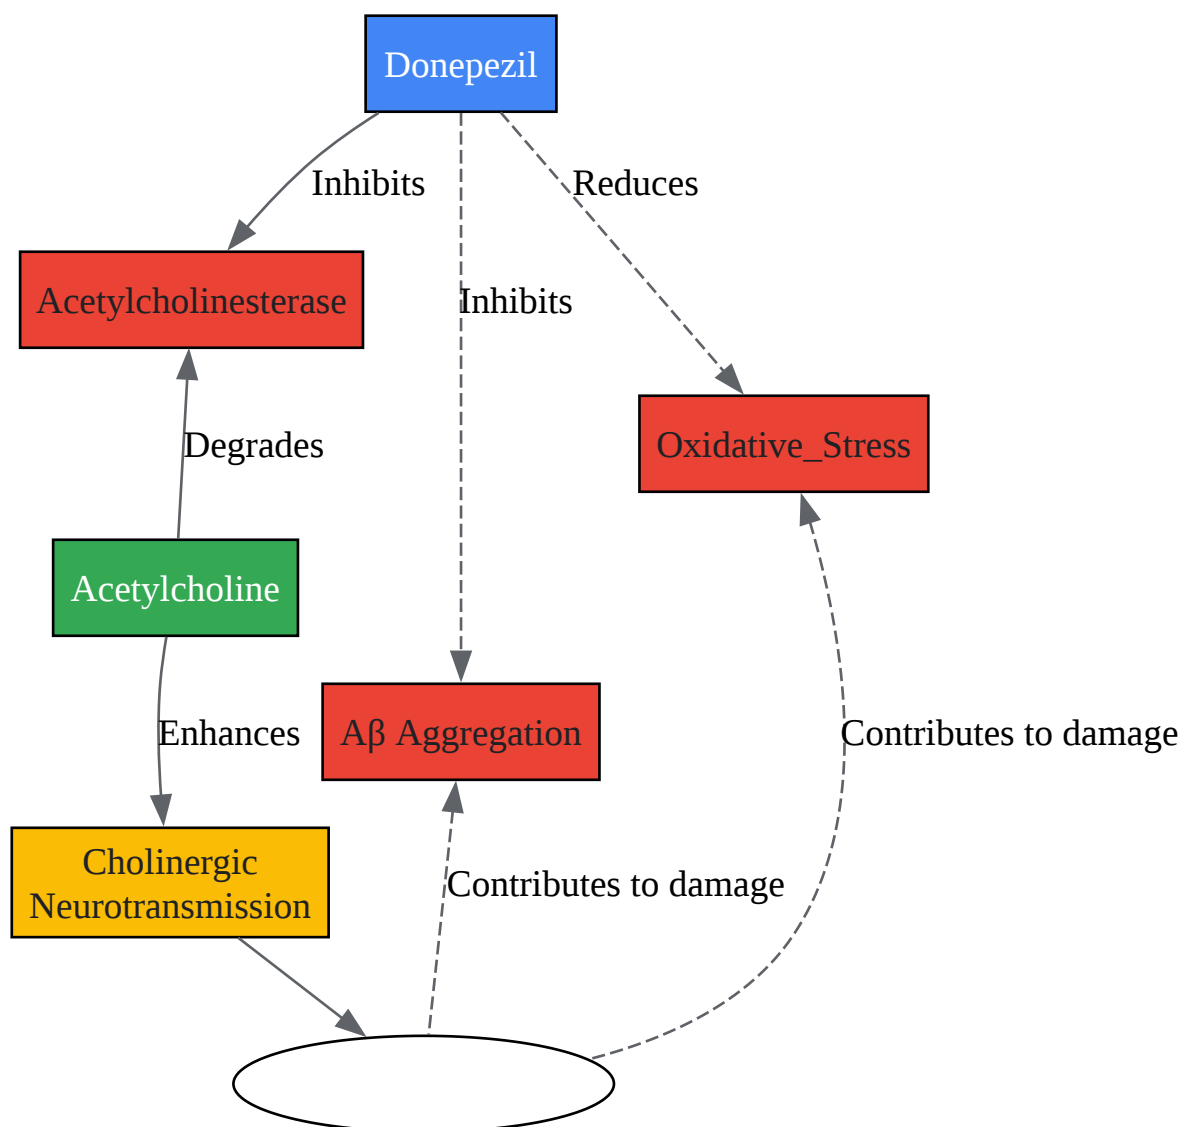 Donepezil
Inhibits
Reduces
Acetylcholinesterase
Inhibits
Degrades
Oxidative_Stress
Acetylcholine
Enhances
Aβ Aggregation
Contributes to damage
Cholinergic
Neurotransmission
Contributes to damage